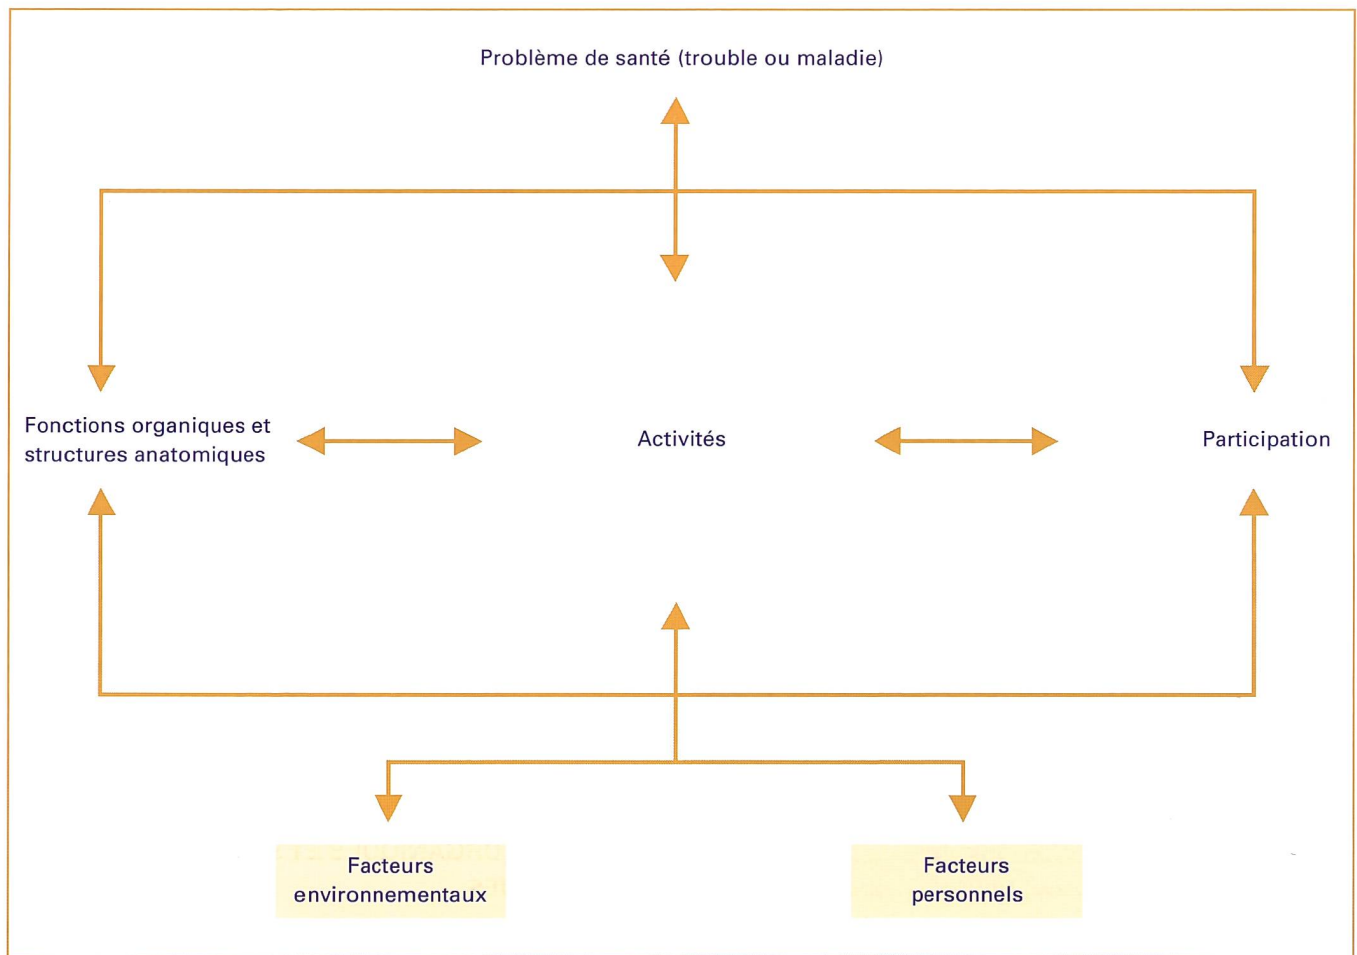 Problème de santé (trouble ou maladie)
Fonctions organiques et
structures anatomiques
Activités
Participation
Facteurs
environnementaux
Facteurs
personnels